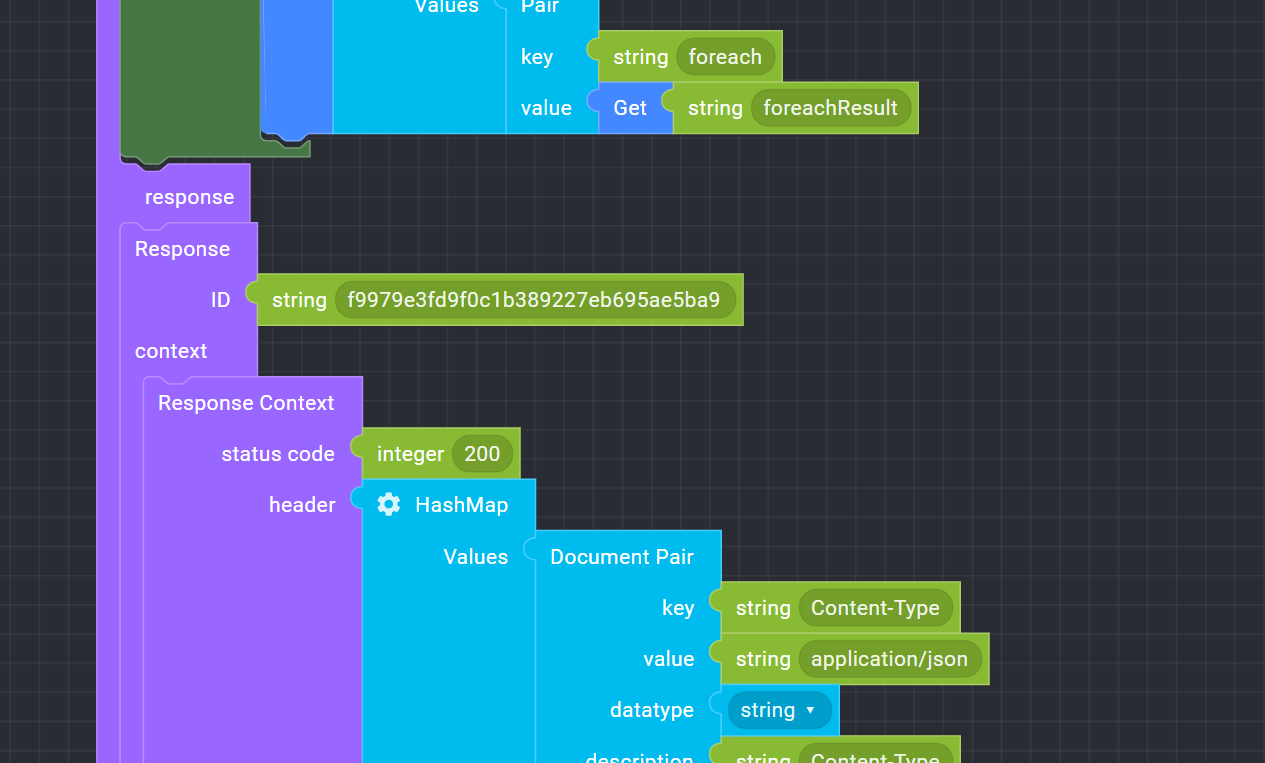 Values Pair
key string foreach
value Get string foreachResult
response
Response
ID string f9979e3fd9f0c1b389227eb695ae5ba9
context
Response Context
status code integer 200
header HashMap
Values Document Pair
key string Content-Type
value string application/json
datatype string
description string Content-Type